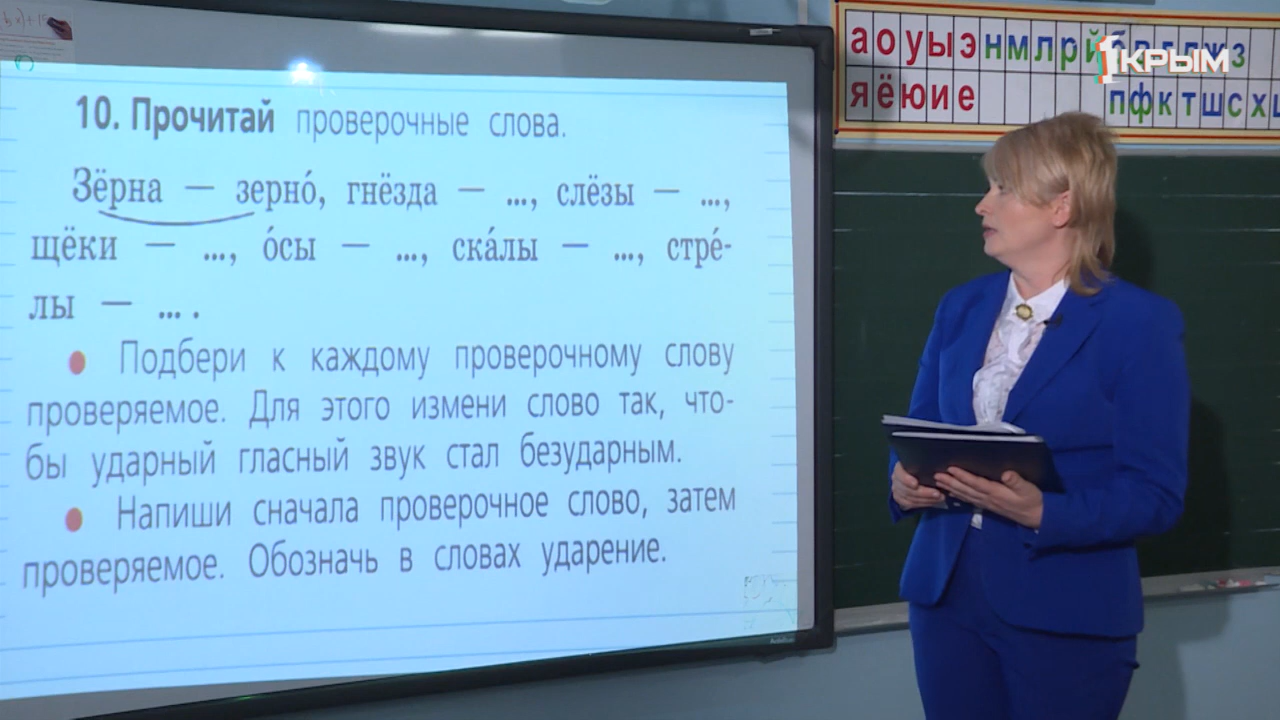 10. Прочитай проверочные слова.
Зёрна — зерно́, гнёзда — ..., слёзы — ...,
щёки — ..., о́сы — ..., ска́лы — ..., стре́-
лы — ... .
● Подбери к каждому проверочному слову
проверяемое. Для этого измени слово так, что-
бы ударный гласный звук стал безударным.
● Напиши сначала проверочное слово, затем
проверяемое. Обозначь в словах ударение.
а о у ы э н м л р й
я ё ю и е п ф к т ш с х
1 КРЫМ